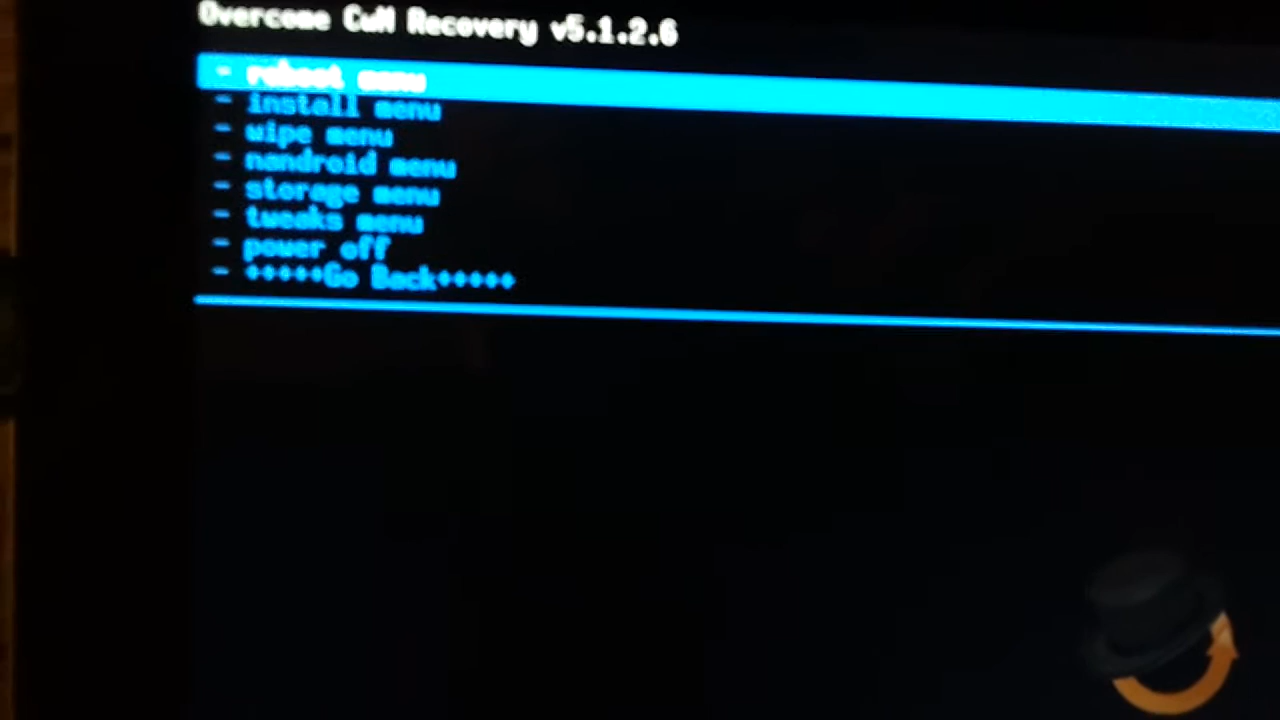 Overcome CWM Recovery v5.1.2.6
- reboot menu
- install menu
- wipe menu
- nandroid menu
- storage menu
- tweaks menu
- power off
- +++++Go Back+++++